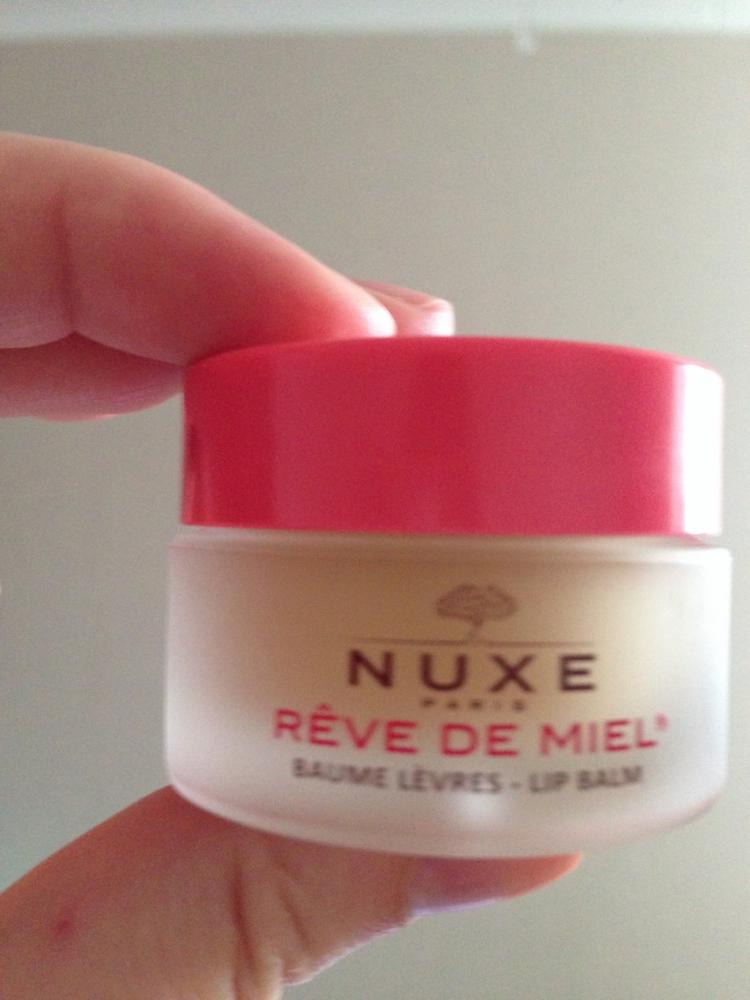 NUXE
PARIS
RÊVE DE MIEL®
BAUME LÈVRES - LIP BALM